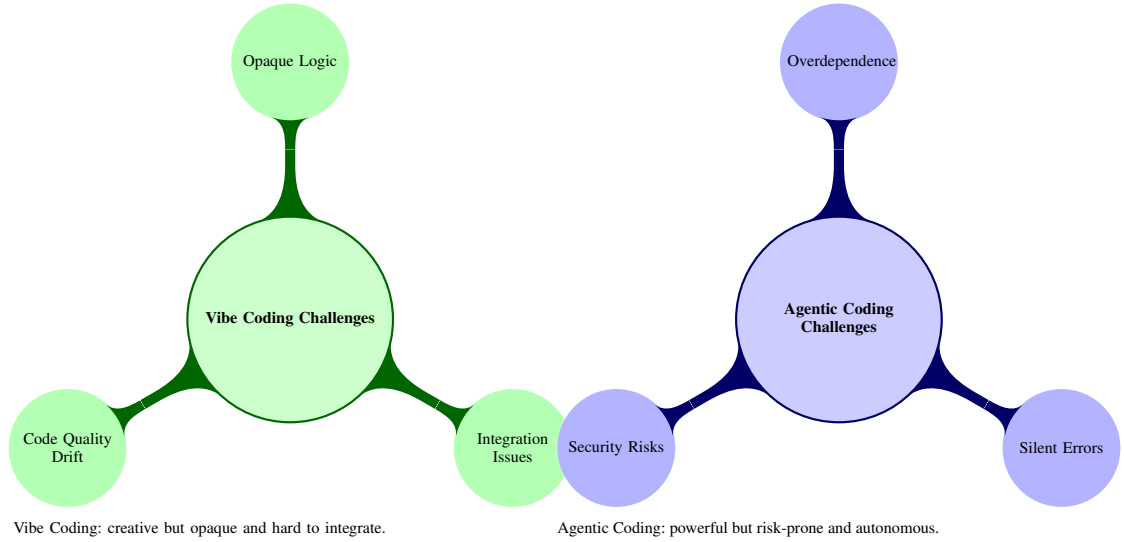 Opaque Logic
Vibe Coding Challenges
Code Quality
Drift
Integration
Issues
Vibe Coding: creative but opaque and hard to integrate.
Overdependence
Agentic Coding
Challenges
Security Risks
Silent Errors
Agentic Coding: powerful but risk-prone and autonomous.